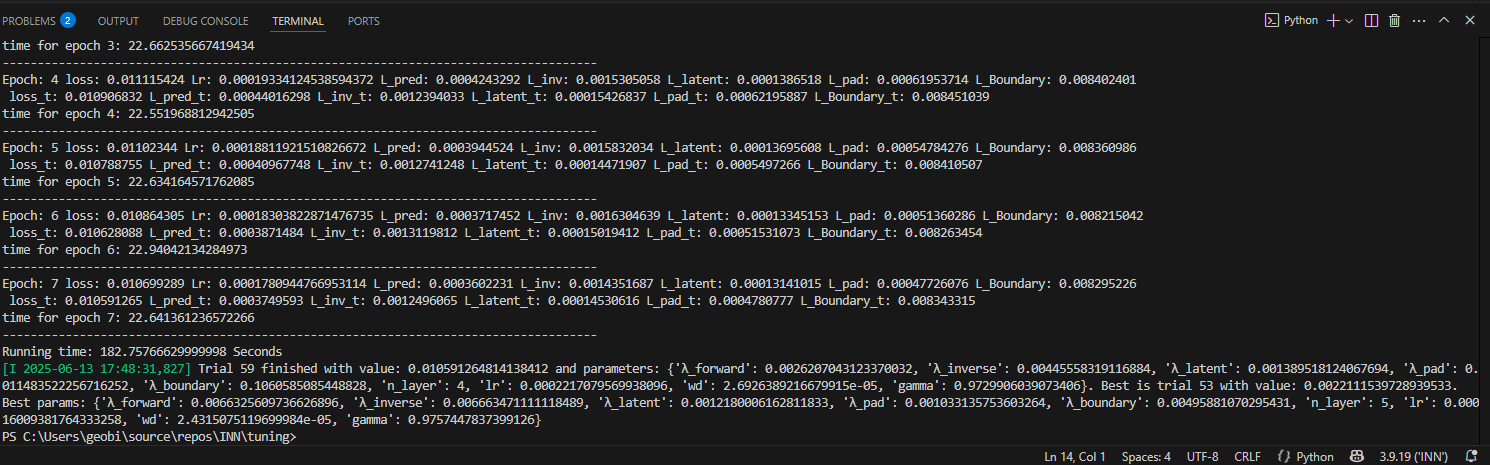 PROBLEMS 2 OUTPUT DEBUG CONSOLE TERMINAL PORTS Python
time for epoch 3: 22.662535667419434
--------------------------------------------------------------------------------
Epoch: 4 loss: 0.011115424 Lr: 0.00019334124538594372 L_pred: 0.0004243292 L_inv: 0.0015305058 L_latent: 0.0001386518 L_pad: 0.00061953714 L_Boundary: 0.008402401
loss_t: 0.010906832 L_pred_t: 0.00044016298 L_inv_t: 0.0012394033 L_latent_t: 0.00015426837 L_pad_t: 0.00062195887 L_Boundary_t: 0.008451039
time for epoch 4: 22.551968812942505
--------------------------------------------------------------------------------
Epoch: 5 loss: 0.01102344 Lr: 0.00018811921510826672 L_pred: 0.0003944524 L_inv: 0.0015832034 L_latent: 0.00013695608 L_pad: 0.00054784276 L_Boundary: 0.008360986
loss_t: 0.010788755 L_pred_t: 0.00040967748 L_inv_t: 0.0012741248 L_latent_t: 0.00014471907 L_pad_t: 0.0005497266 L_Boundary_t: 0.008410507
time for epoch 5: 22.634164571762085
--------------------------------------------------------------------------------
Epoch: 6 loss: 0.010864305 Lr: 0.00018303822871476735 L_pred: 0.0003717452 L_inv: 0.0016304639 L_latent: 0.00013345153 L_pad: 0.00051360286 L_Boundary: 0.008215042
loss_t: 0.010628088 L_pred_t: 0.0003871484 L_inv_t: 0.0013119812 L_latent_t: 0.00015019412 L_pad_t: 0.00051531073 L_Boundary_t: 0.008263454
time for epoch 6: 22.94042134284973
--------------------------------------------------------------------------------
Epoch: 7 loss: 0.010699289 Lr: 0.0001780944766953114 L_pred: 0.0003602231 L_inv: 0.0014351687 L_latent: 0.00013141015 L_pad: 0.00047726076 L_Boundary: 0.008295226
loss_t: 0.010591265 L_pred_t: 0.0003749593 L_inv_t: 0.0012496065 L_latent_t: 0.00014530616 L_pad_t: 0.0004780777 L_Boundary_t: 0.008343315
time for epoch 7: 22.641361236572266
--------------------------------------------------------------------------------
Running time: 182.75766629999998 Seconds
[I 2025-06-13 17:48:31,827] Trial 59 finished with value: 0.010591264814138412 and parameters: {'λ_forward': 0.0026207043123370032, 'λ_inverse': 0.00445558319116884, 'λ_latent': 0.001389518124067694, 'λ_pad': 0.
011483522256716252, 'λ_boundary': 0.1060585085448828, 'n_layer': 4, 'lr': 0.0002217079569938096, 'wd': 2.6926389216679915e-05, 'gamma': 0.9729906039073406}. Best is trial 53 with value: 0.0022111539728939533.
Best params: {'λ_forward': 0.0066325609736626896, 'λ_inverse': 0.006663471111118489, 'λ_latent': 0.0012180006162811833, 'λ_pad': 0.001033135753603264, 'λ_boundary': 0.00495881070295431, 'n_layer': 5, 'lr': 0.000
16009381764333258, 'wd': 2.431507511969984e-05, 'gamma': 0.9757447837399126}
PS C:\Users\geobi\source\repos\INN\tuning>
Ln 14, Col 1 Spaces: 4 UTF-8 CRLF {} Python 3.9.19 ('INN')